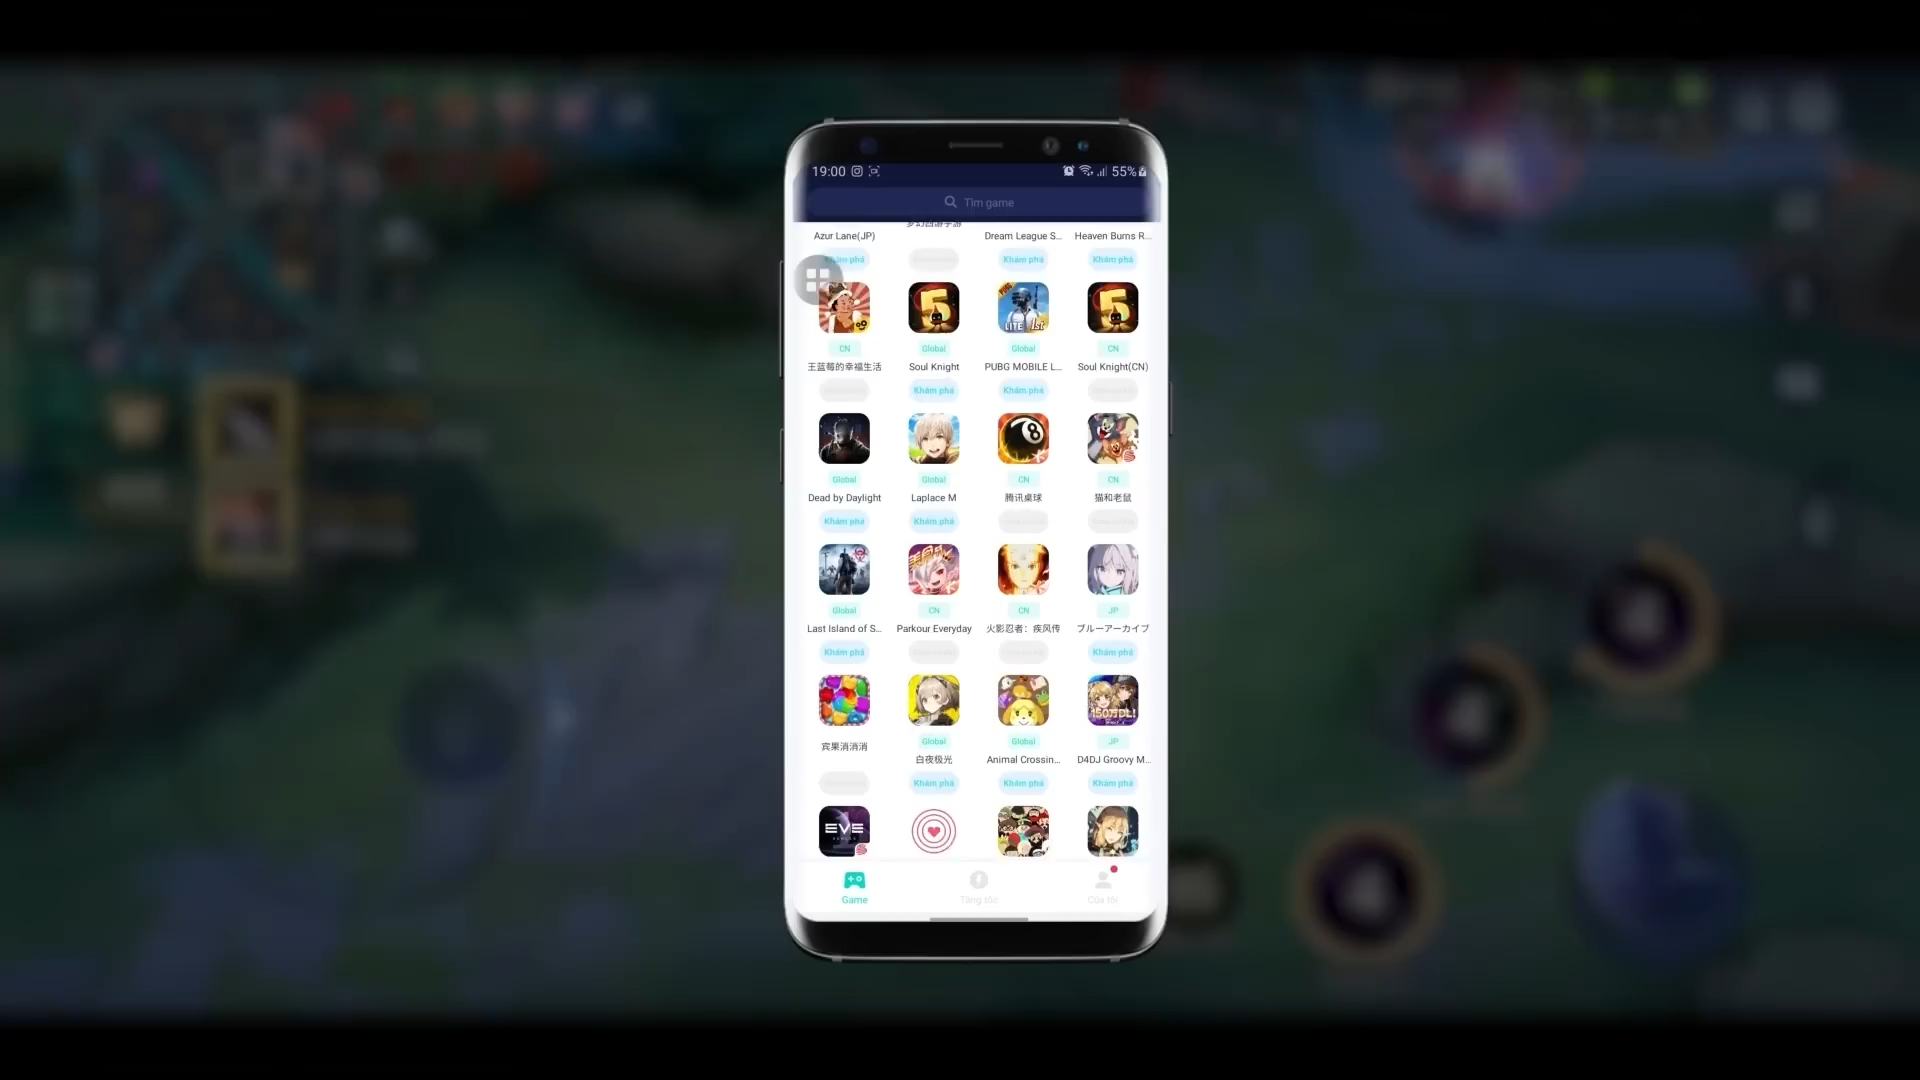 19:00 55%
Tìm game
Azur Lane(JP) Dream League S... Heaven Burns R...
Khám phá Khám phá
CN Global Global CN
王蓝莓的幸福生活 Soul Knight PUBG MOBILE L... Soul Knight(CN)
Khám phá Khám phá
Global Global CN CN
Dead by Daylight Laplace M 腾讯桌球 猫和老鼠
Khám phá Khám phá
Global CN CN JP
Last Island of S... Parkour Everyday 火影忍者：疾风传 ブルーアーカイブ
Khám phá Khám phá
Global Global JP
宾果消消消 白夜极光 Animal Crossin... D4DJ Groovy M...
Khám phá Khám phá Khám phá
EVE
Game Tăng tốc Của tôi